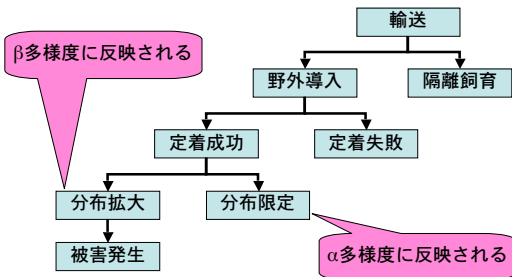 輸送
β多様度に反映される
野外導入
隔離飼育
定着成功
定着失敗
分布拡大
分布限定
被害発生
α多様度に反映される